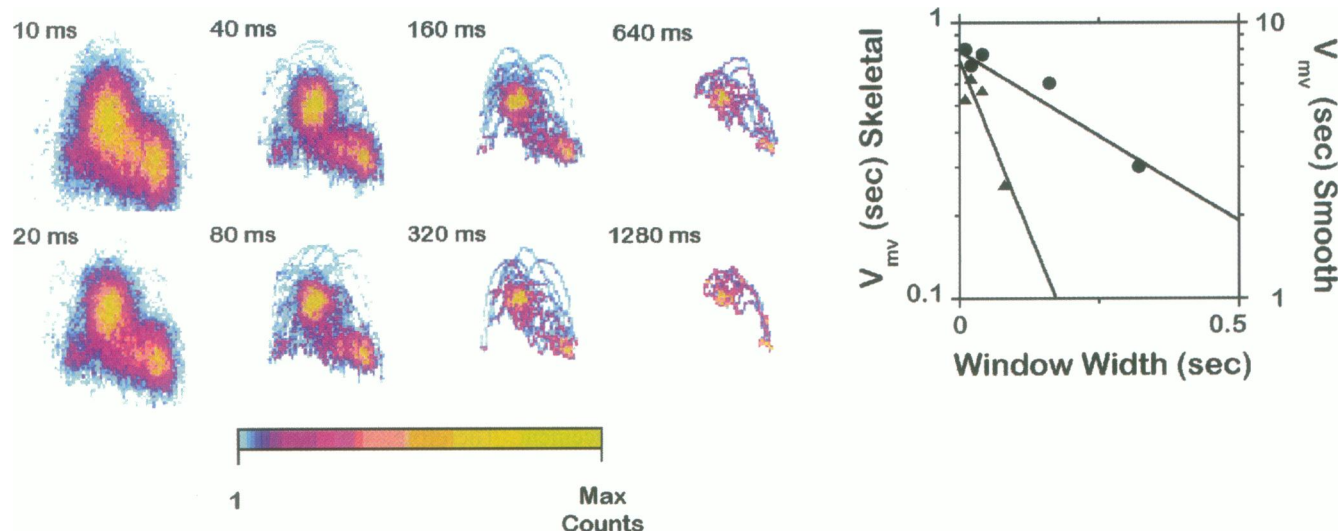 10 ms
40 ms
160 ms
640 ms
20 ms
80 ms
320 ms
1280 ms
1
Max
Counts
V mv (sec) Skeletal
1
0.1
10
1
V mv (sec) Smooth
0
0.5
Window Width (sec)